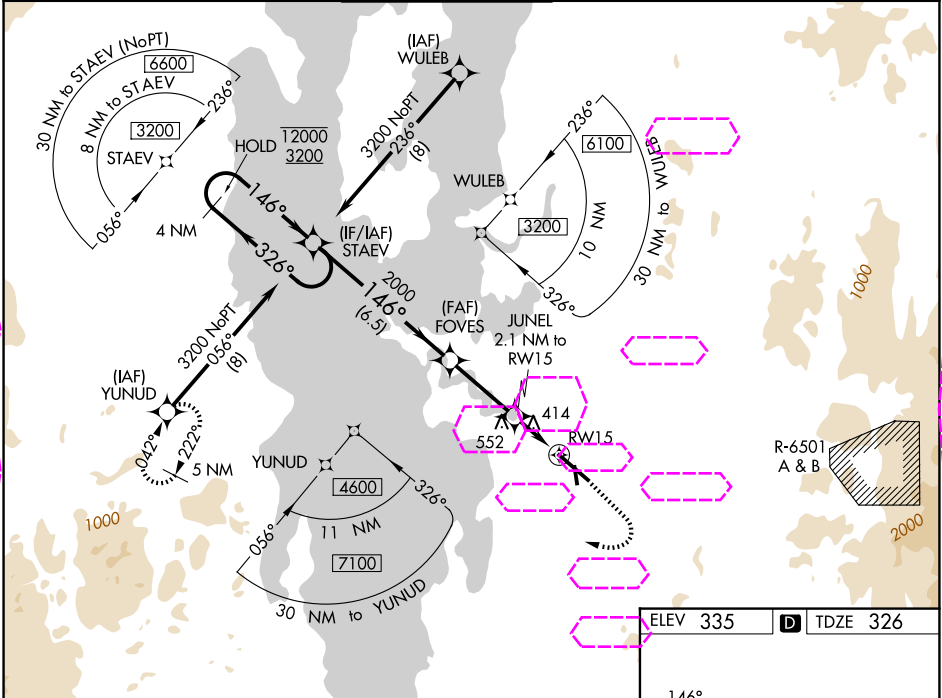 30 NM to STAEV (NoPT)
6600
8 NM to STAEV
236°
3200
STAEV
056°
HOLD
12000
3200
146°
4 NM
326°
(IF/IAF)
STAEV
(IAF)
WULEB
3200 NoPT
236°
(8)
236°
6100
WULEB
3200
10 NM
30 NM to WULEB
326°
2000
146°
(6.5)
(FAF)
FOVES
JUNEL
2.1 NM to
RW15
414
552
RW15
3200 NoPT
056°
(8)
(IAF)
YUNUD
042°
222°
5 NM
YUNUD
4600
326°
11 NM
056°
7100
30 NM to YUNUD
1000
1000
R-6501
A & B
2000
ELEV 335
D
TDZE 326
146°